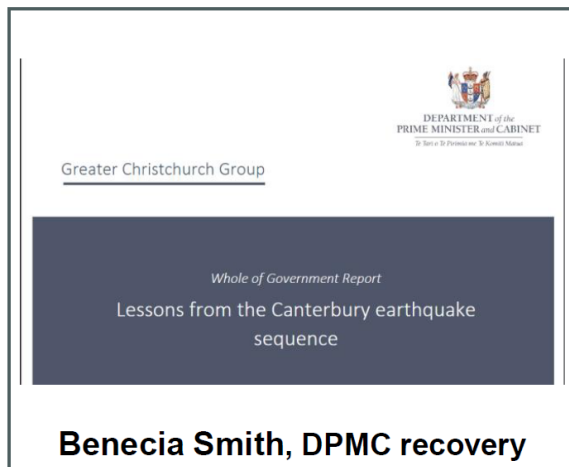 DEPARTMENT of the
PRIME MINISTER and CABINET
Te Tari o Te Pirimia me Te Komiti Matua
Greater Christchurch Group
Whole of Government Report
Lessons from the Canterbury earthquake
sequence
Benecia Smith, DPMC recovery